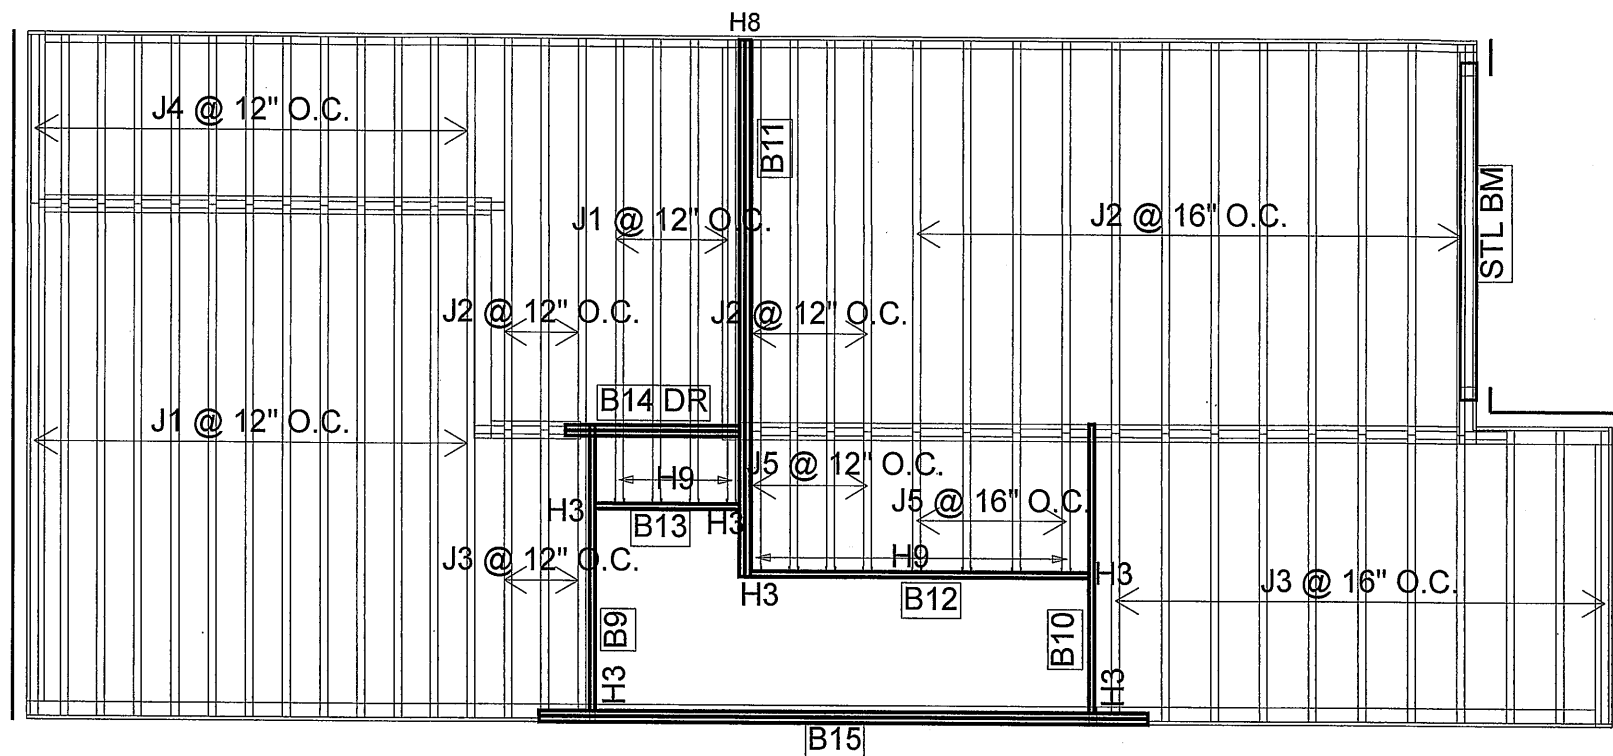 H8
J4 @ 12" O.C.
B11
J1 @ 12" O.C.
J2 @ 16" O.C.
STL BM
J2 @ 12" O.C.
J2 @ 12" O.C.
B14 DR
J1 @ 12" O.C.
H9
J5 @ 12" O.C.
J5 @ 16" O.C.
H3
B13
H3
J3 @ 12" O.C.
H9
H3
B12
H3
J3 @ 16" O.C.
B9
B10
H3
H3
B15